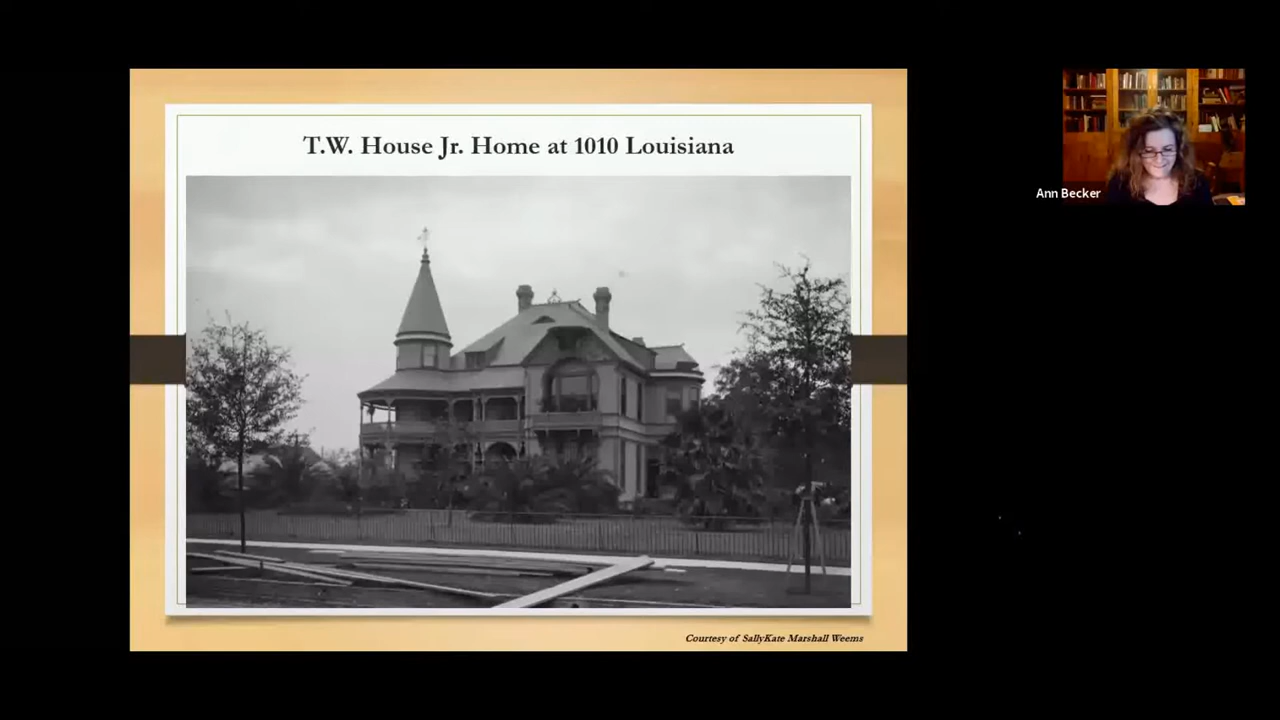 T.W. House Jr. Home at 1010 Louisiana
Ann Becker
Courtesy of SallyKate Marshall Weems